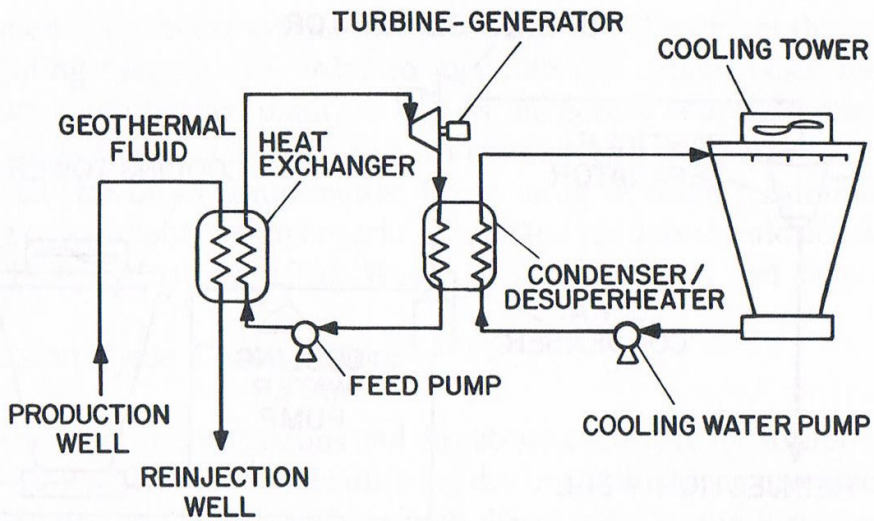 TURBINE-GENERATOR
COOLING TOWER
GEOTHERMAL
FLUID
HEAT
EXCHANGER
CONDENSER/
DESUPERHEATER
FEED PUMP
COOLING WATER PUMP
PRODUCTION
WELL
REINJECTION
WELL